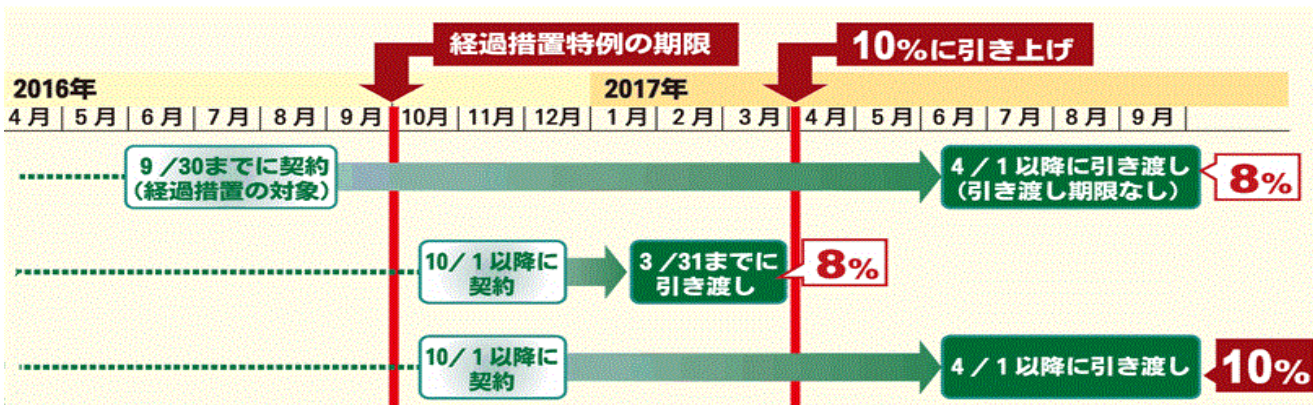 経過措置特例の期限
10%に引き上げ
2016年
2017年
4月 5月 6月 7月 8月 9月 10月 11月 12月 1月 2月 3月 4月 5月 6月 7月 8月 9月
9/30までに契約
(経過措置の対象)
4/1以降に引き渡し
(引き渡し期限なし)
8%
10/1以降に
契約
3/31までに
引き渡し
8%
10/1以降に
契約
4/1以降に引き渡し
10%